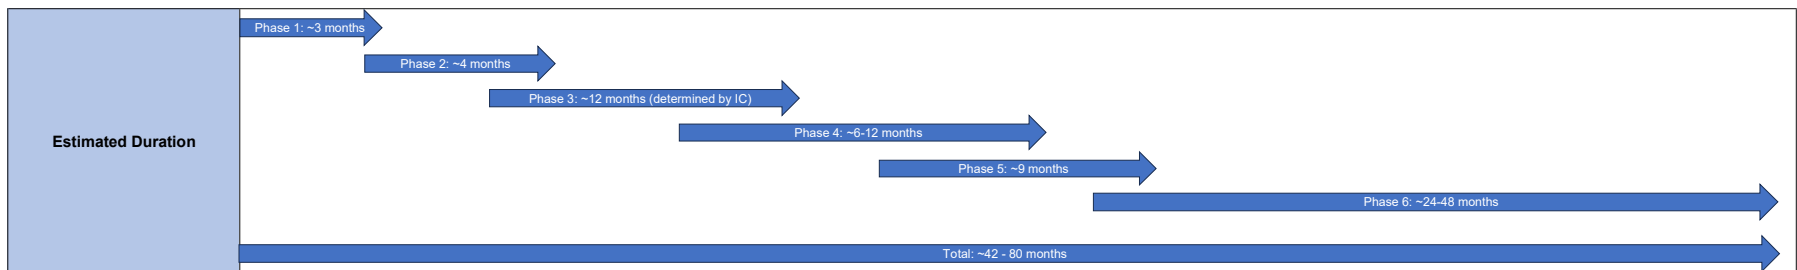 Phase 1: ~3 months
Phase 2: ~4 months
Phase 3: ~12 months (determined by IC)
Phase 4: ~6-12 months
Estimated Duration
Phase 5: ~9 months
Phase 6: ~24-48 months
Total: ~42 - 80 months